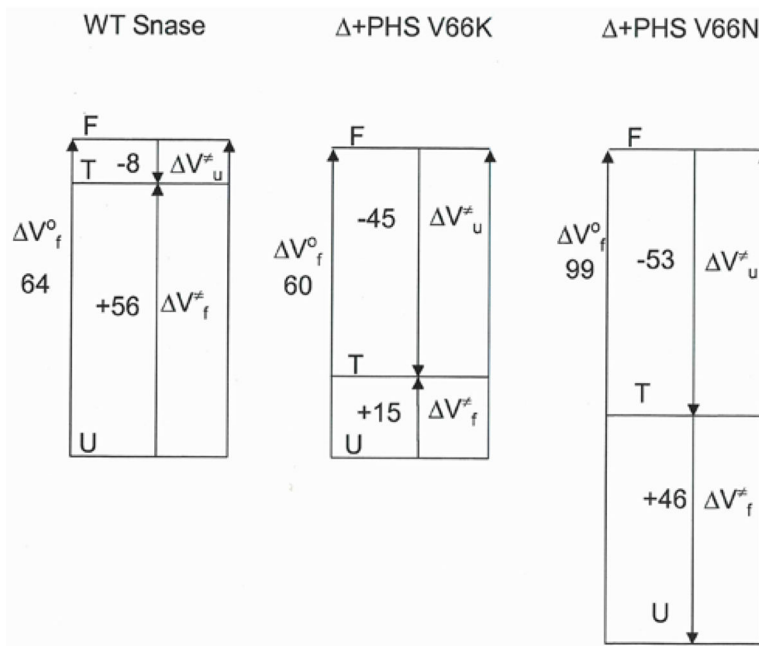 WT Snase
Δ+PHS V66K
Δ+PHS V66N
F
T
-8
ΔV≠u
ΔV°f
64
+56
ΔV≠f
U
F
-45
ΔV≠u
ΔV°f
60
T
+15
ΔV≠f
U
F
ΔV°f
99
-53
ΔV≠u
T
+46
ΔV≠f
U